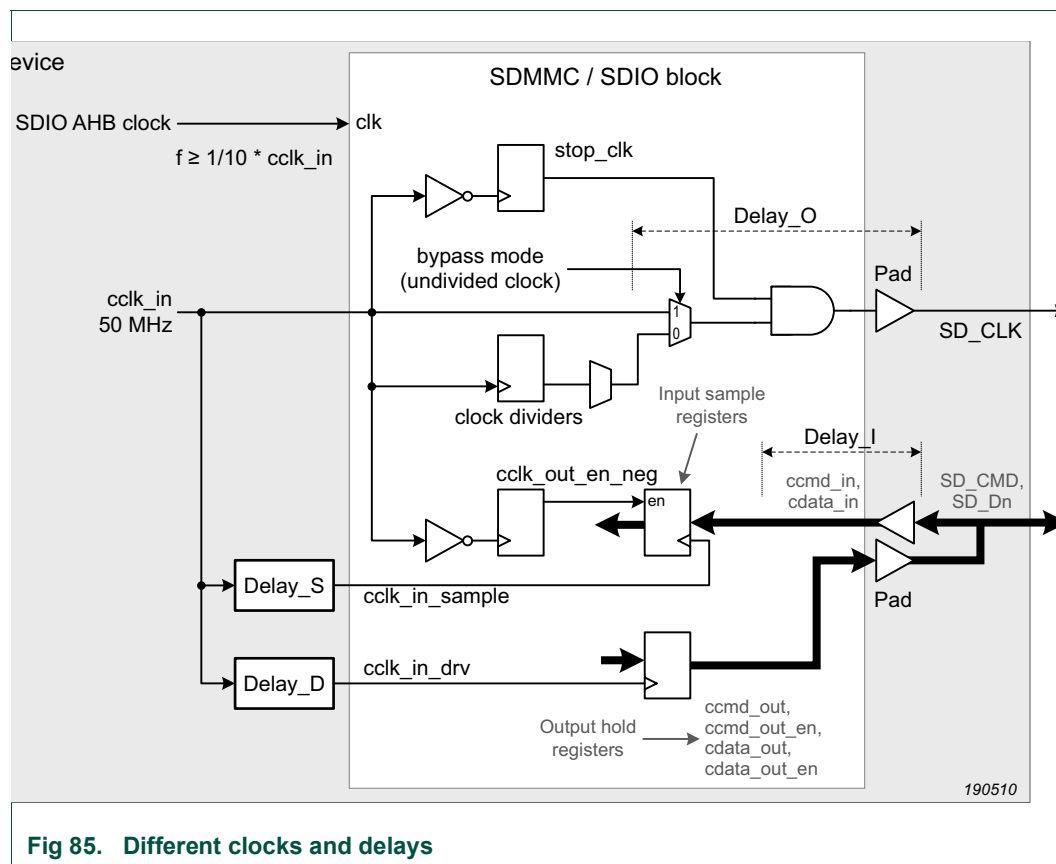 evice
SDMMC / SDIO block
SDIO AHB clock
clk
f ≥ 1/10 * cclk_in
stop_clk
Delay_O
bypass mode
(undivided clock)
Pad
cclk_in
50 MHz
1
0
SD_CLK
clock dividers
Input sample
registers
Delay_I
cclk_out_en_neg
ccmd_in,
cdata_in
SD_CMD,
SD_Dn
en
Delay_S
cclk_in_sample
Pad
Delay_D
cclk_in_drv
Output hold
registers
ccmd_out,
ccmd_out_en,
cdata_out,
cdata_out_en
190510
Fig 85. Different clocks and delays